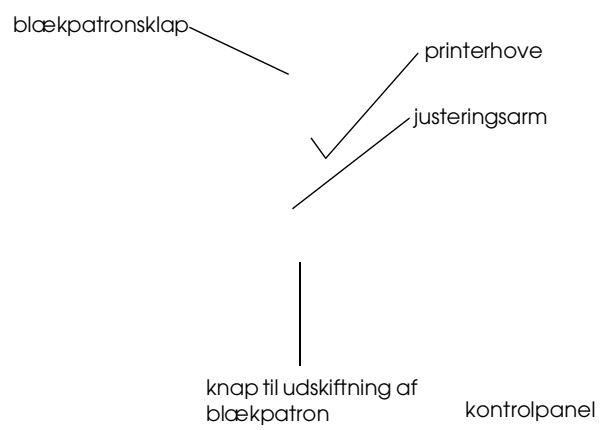 blækpatronsklap
printerhove
justeringsarm
knap til udskiftning af
blækpatron
kontrolpanel